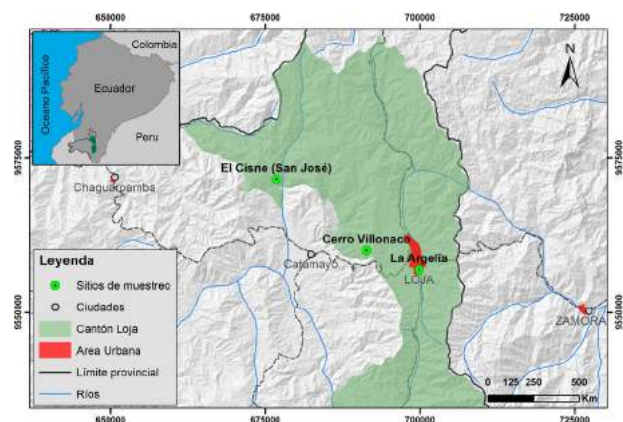 650000 675000 700000 725000
Colombia
Ecuador
Oceano Pacífico
Peru
N
9575000
9575000
El Cisne (San José)
Chaguarpamba
Cerro Villonaco
La Argelia
Catamayo
LOJA
ZAMORA
9550000
9550000
Leyenda
Sitios de muestreo
Ciudades
Cantón Loja
Area Urbana
Límite provincial
Ríos
0 125 250 500
Km
650000 675000 700000 725000